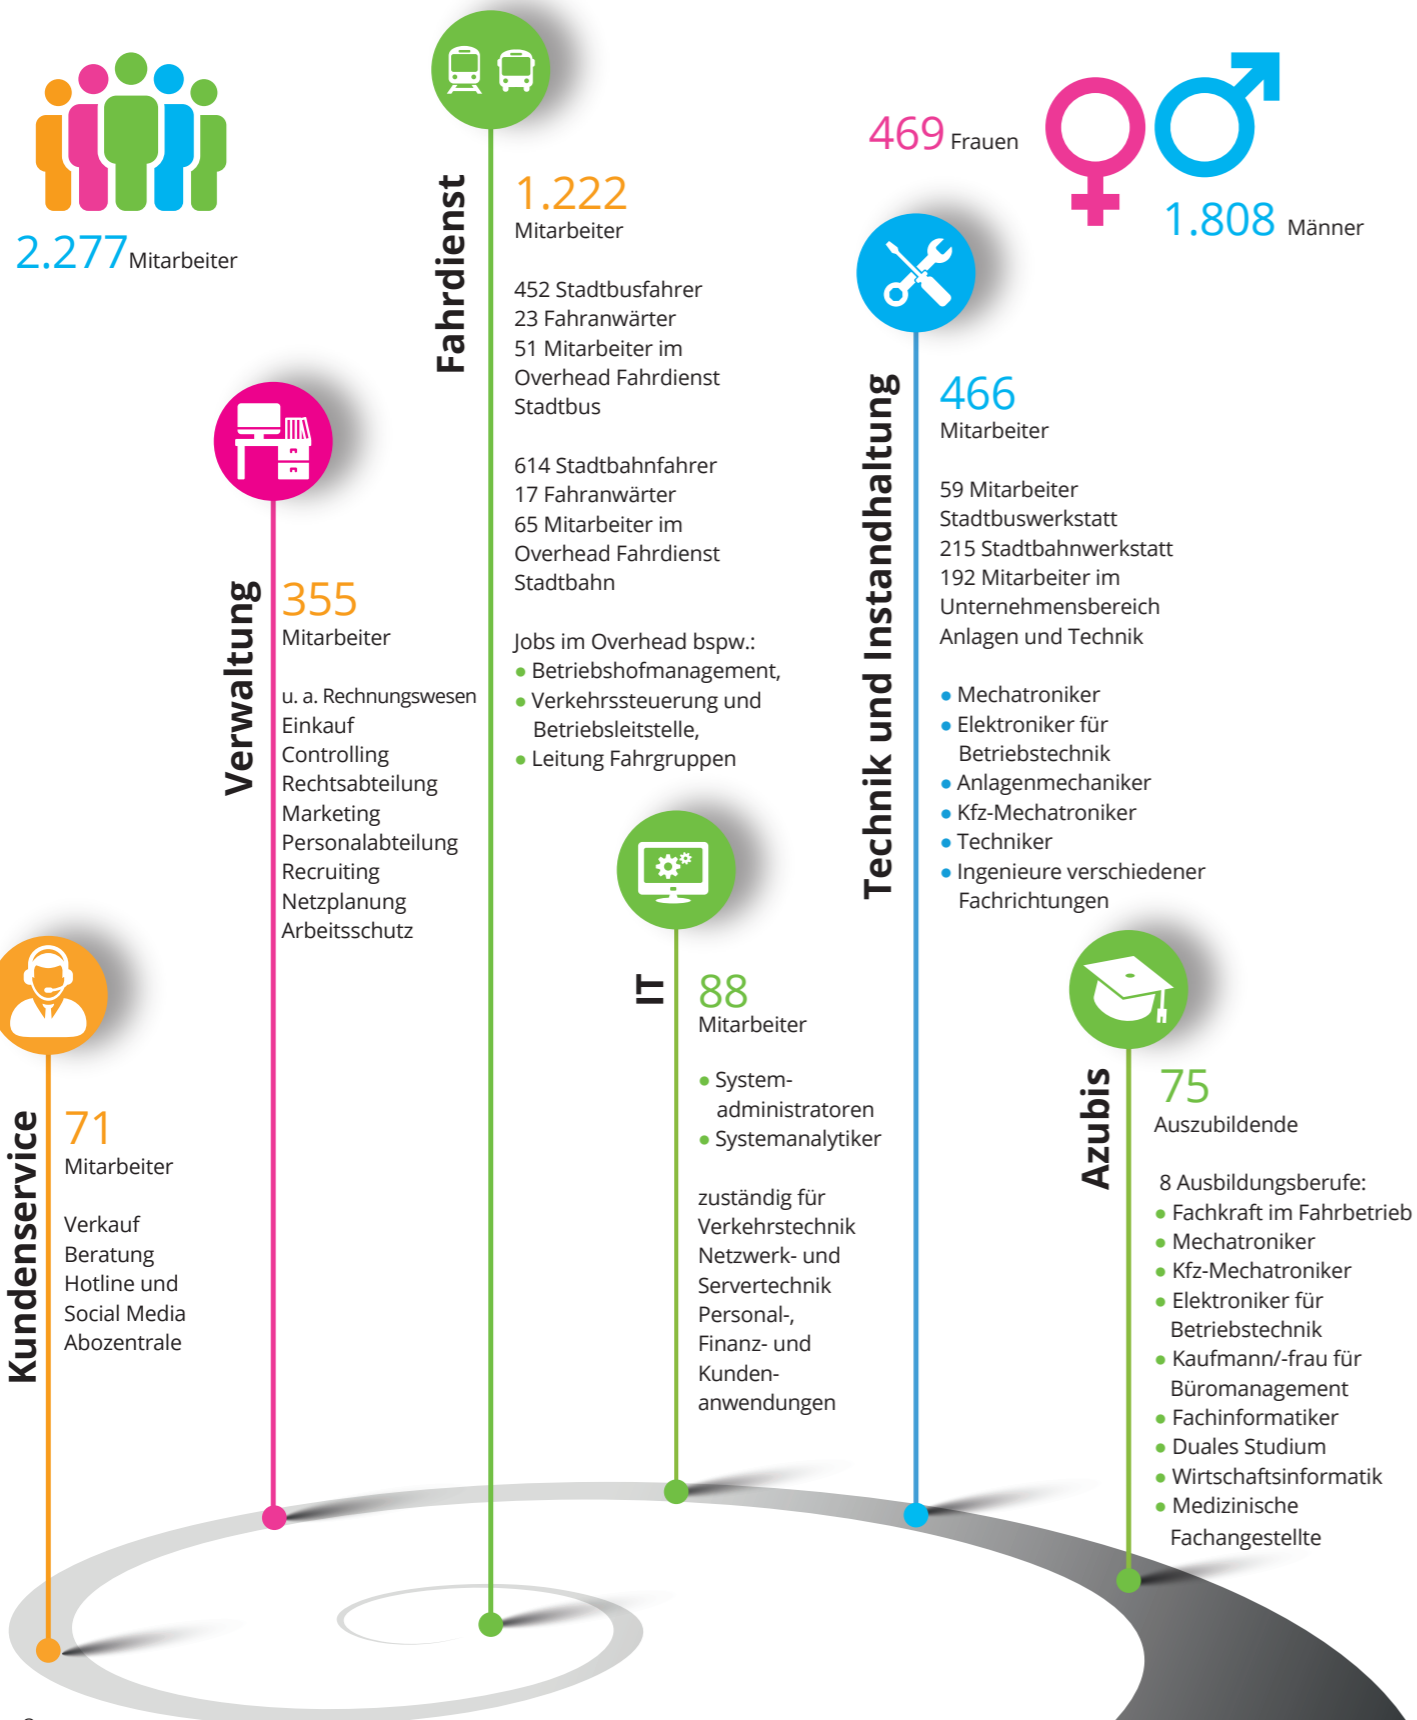 2.277 Mitarbeiter
469 Frauen
1.808 Männer
Fahrdienst
1.222
Mitarbeiter
452 Stadtbusfahrer
23 Fahranwärter
51 Mitarbeiter im
Overhead Fahrdienst
Stadtbus
614 Stadtbahnfahrer
17 Fahranwärter
65 Mitarbeiter im
Overhead Fahrdienst
Stadtbahn
Jobs im Overhead bspw.:
• Betriebshofmanagement,
• Verkehrssteuerung und
Betriebsleitstelle,
• Leitung Fahrgruppen
Technik und Instandhaltung
466
Mitarbeiter
59 Mitarbeiter
Stadtbuswerkstatt
215 Stadtbahnwerkstatt
192 Mitarbeiter im
Unternehmensbereich
Anlagen und Technik
• Mechatroniker
• Elektroniker für
Betriebstechnik
• Anlagenmechaniker
• Kfz-Mechatroniker
• Techniker
• Ingenieure verschiedener
Fachrichtungen
Verwaltung
355
Mitarbeiter
u. a. Rechnungswesen
Einkauf
Controlling
Rechtsabteilung
Marketing
Personalabteilung
Recruiting
Netzplanung
Arbeitsschutz
IT
88
Mitarbeiter
• System-
administratoren
• Systemanalytiker
zuständig für
Verkehrstechnik
Netzwerk- und
Servertechnik
Personal-,
Finanz- und
Kunden-
anwendungen
Kundenservice
71
Mitarbeiter
Verkauf
Beratung
Hotline und
Social Media
Abozentrale
Azubis
75
Auszubildende
8 Ausbildungsberufe:
• Fachkraft im Fahrbetrieb
• Mechatroniker
• Kfz-Mechatroniker
• Elektroniker für
Betriebstechnik
• Kaufmann/-frau für
Büromanagement
• Fachinformatiker
• Duales Studium
• Wirtschaftsinformatik
• Medizinische
Fachangestellte